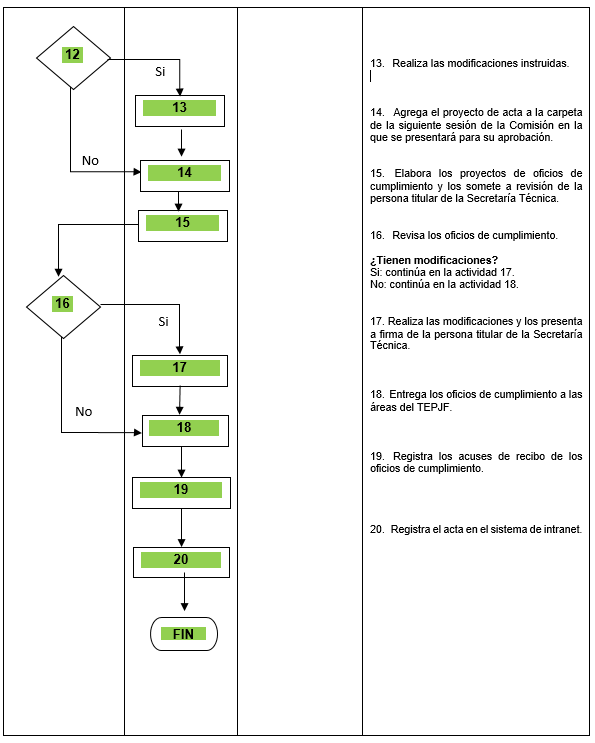 12
Si
13
No
14
15
16
Si
17
No
18
19
20
FIN
13. Realiza las modificaciones instruidas.
14. Agrega el proyecto de acta a la carpeta
de la siguiente sesión de la Comisión en la
que se presentará para su aprobación.
15. Elabora los proyectos de oficios de
cumplimiento y los somete a revisión de la
persona titular de la Secretaría Técnica.
16. Revisa los oficios de cumplimiento.
¿Tienen modificaciones?
Si: continúa en la actividad 17.
No: continúa en la actividad 18.
17. Realiza las modificaciones y los presenta
a firma de la persona titular de la Secretaría
Técnica.
18. Entrega los oficios de cumplimiento a las
áreas del TEPJF.
19. Registra los acuses de recibo de los
oficios de cumplimiento.
20. Registra el acta en el sistema de intranet.